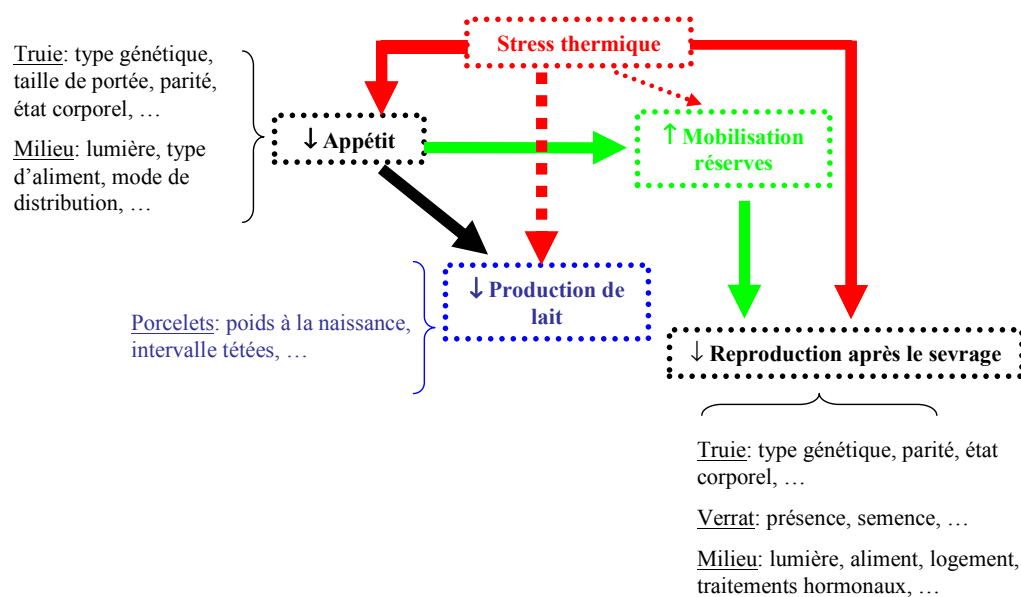 Stress thermique
Truie: type génétique,
taille de portée, parité,
état corporel, …
Milieu: lumière, type
d’aliment, mode de
distribution, …
↓ Appétit
↑ Mobilisation
réserves
↓ Production de
lait
Porcelets: poids à la naissance,
intervalle tétées, …
↓ Reproduction après le sevrage
Truie: type génétique, parité, état
corporel, …
Verrat: présence, semence, …
Milieu: lumière, aliment, logement,
traitements hormonaux, …